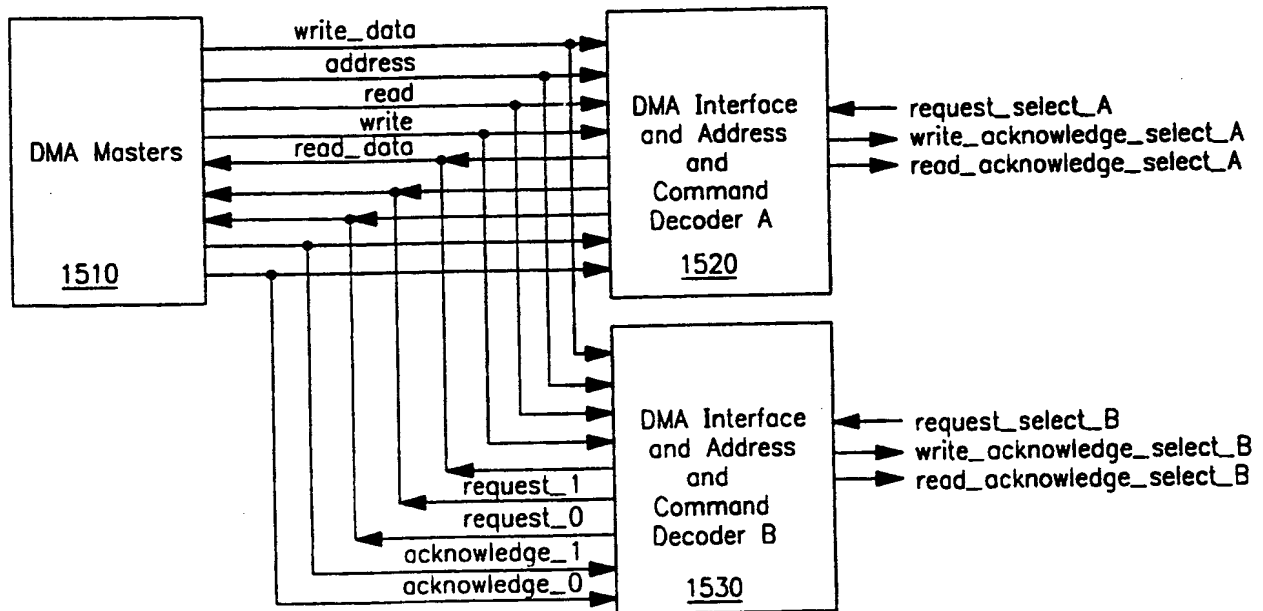 write_data
address
read
write
read_data
DMA Masters
1510
DMA Interface
and Address
and
Command
Decoder A
1520
request_select_A
write_acknowledge_select_A
read_acknowledge_select_A
DMA Interface
and Address
and
Command
Decoder B
1530
request_select_B
write_acknowledge_select_B
read_acknowledge_select_B
request_1
request_0
acknowledge_1
acknowledge_0